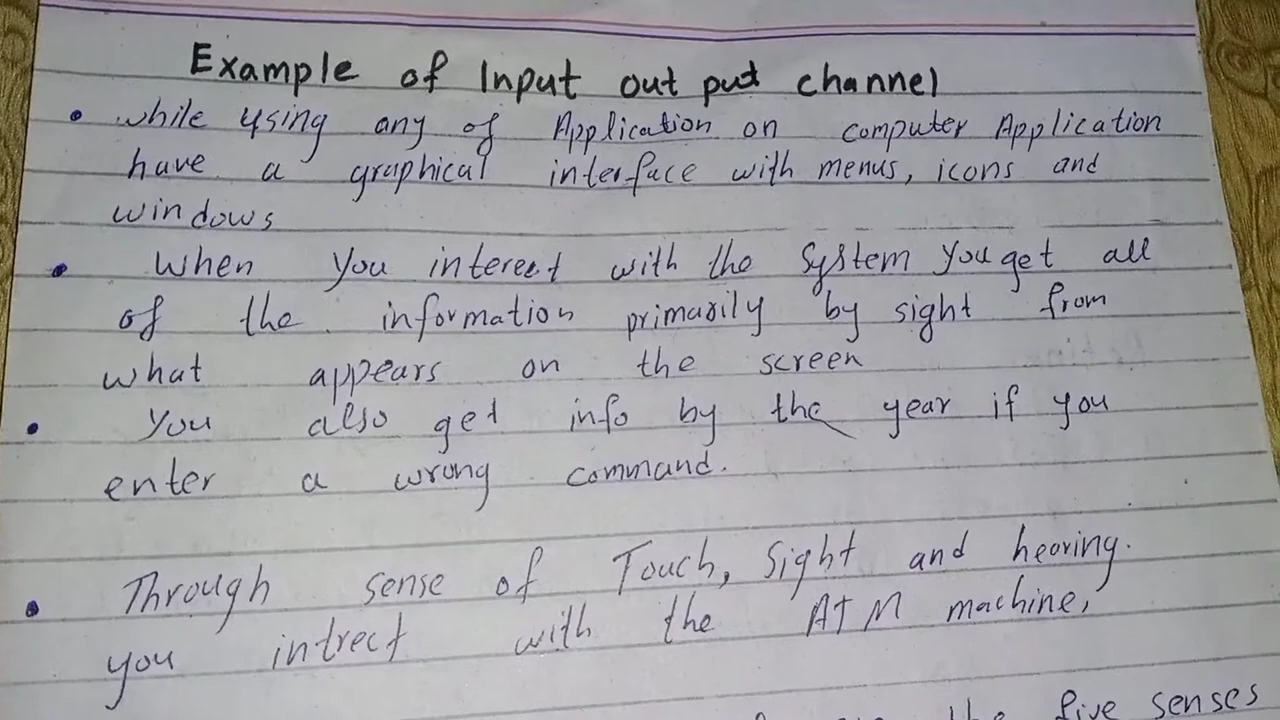 Example of Input out put channel
• while using any of Application on computer Application
have a graphical interface with menus, icons and
windows
• When you intereet with the System you get all
of the information primarily by sight from
what appears on the screen
• You also get info by the year if you
enter a wrong command.
• Through sense of Touch, Sight and hearing.
you intrect with the ATM machine,
the five senses